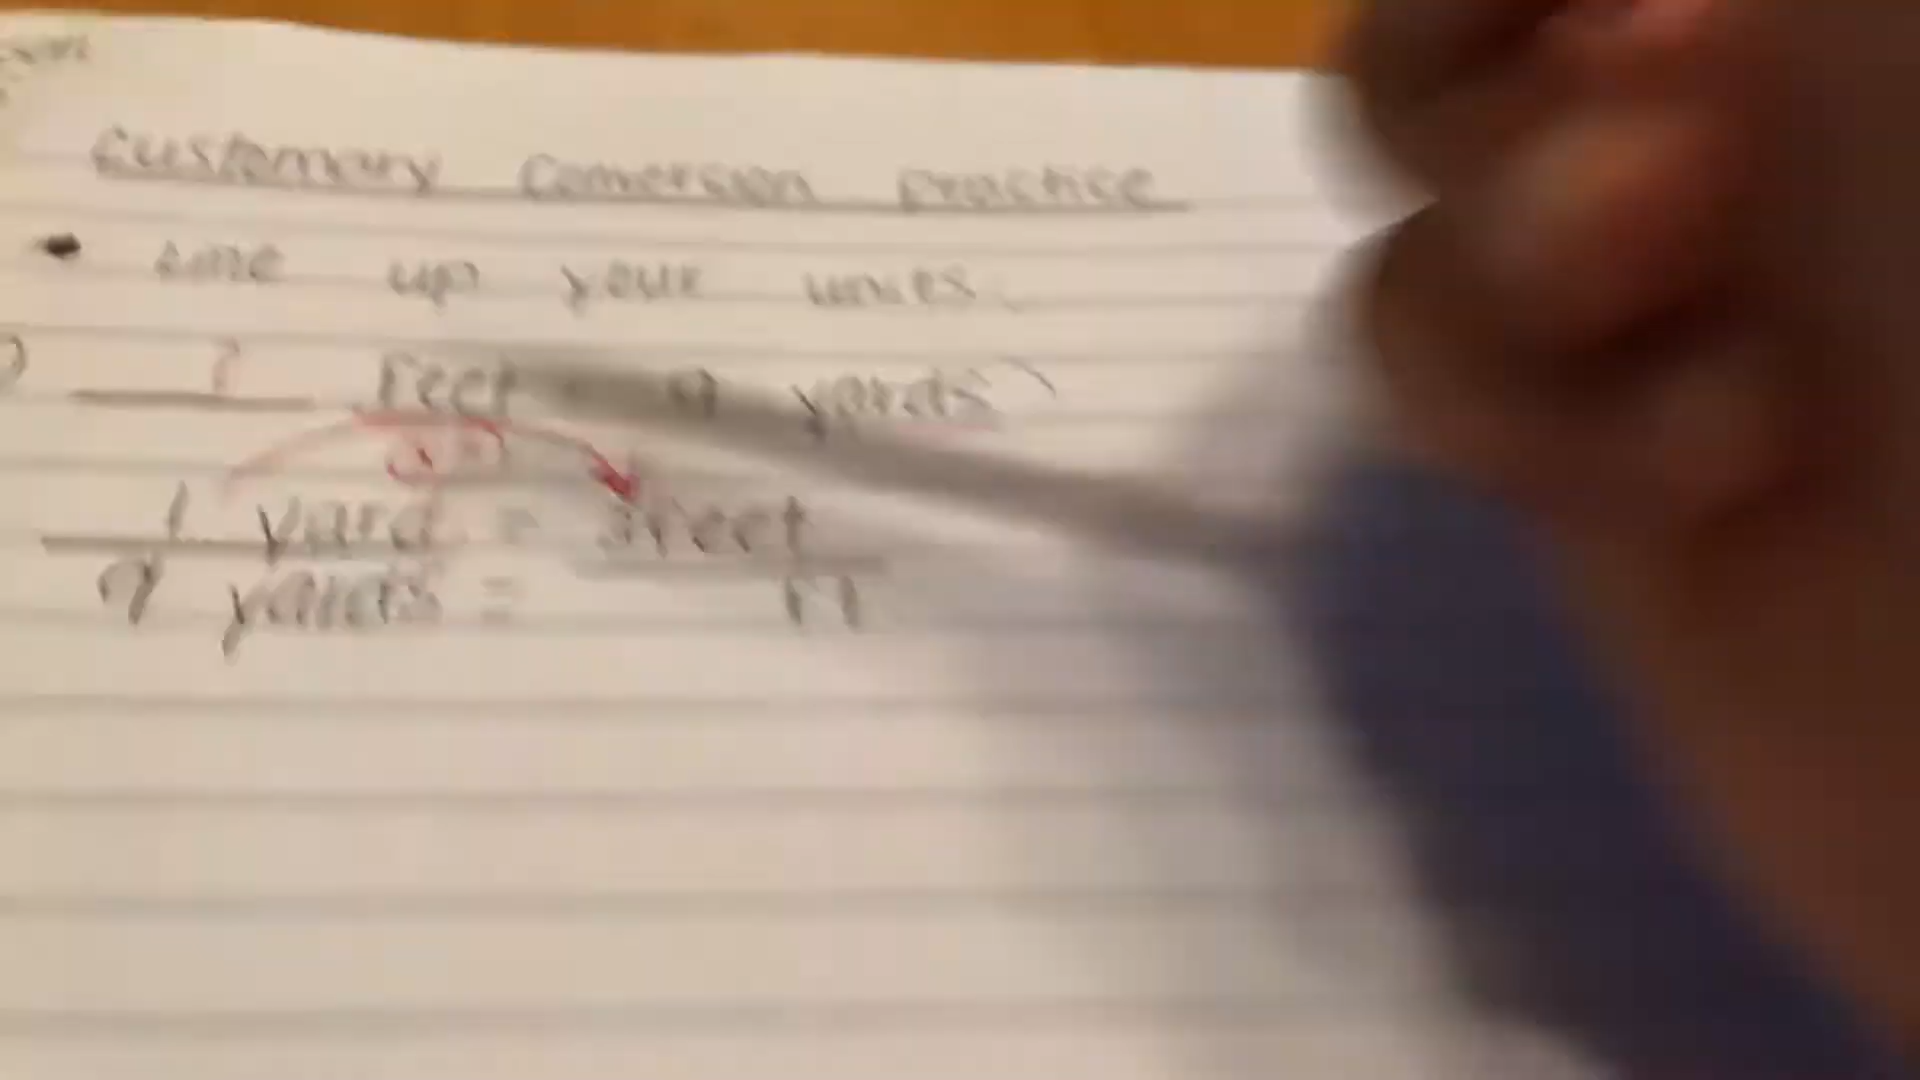 Customary Conversion Practice
• Line up your units.
? feet = 9 yards
1 yard = 3 feet
9 yards = n